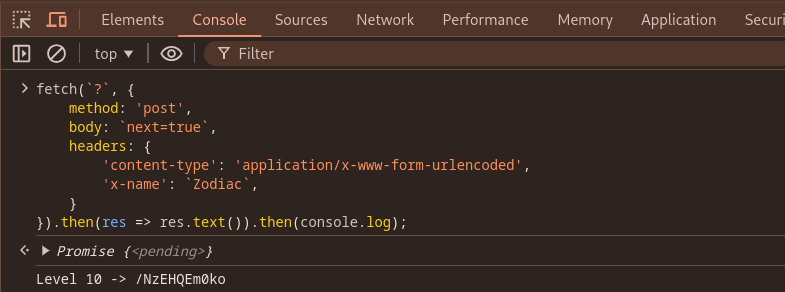 Elements Console Sources Network Performance Memory Application Securi
top Filter
fetch(`?`, {
method: 'post',
body: `next=true`,
headers: {
'content-type': 'application/x-www-form-urlencoded',
'x-name': `Zodiac`,
}
}).then(res => res.text()).then(console.log);
Promise {<pending>}
Level 10 -> /NzEHQEm0ko